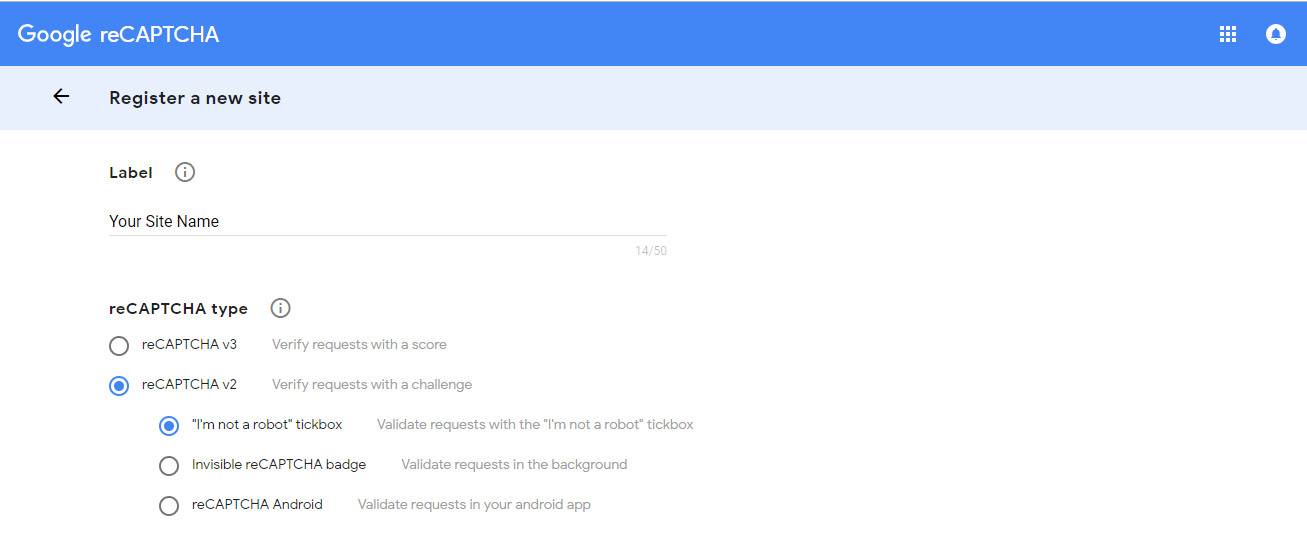 Google reCAPTCHA
Register a new site
Label
Your Site Name
14/50
reCAPTCHA type
reCAPTCHA v3 Verify requests with a score
reCAPTCHA v2 Verify requests with a challenge
"I'm not a robot" tickbox Validate requests with the "I'm not a robot" tickbox
Invisible reCAPTCHA badge Validate requests in the background
reCAPTCHA Android Validate requests in your android app